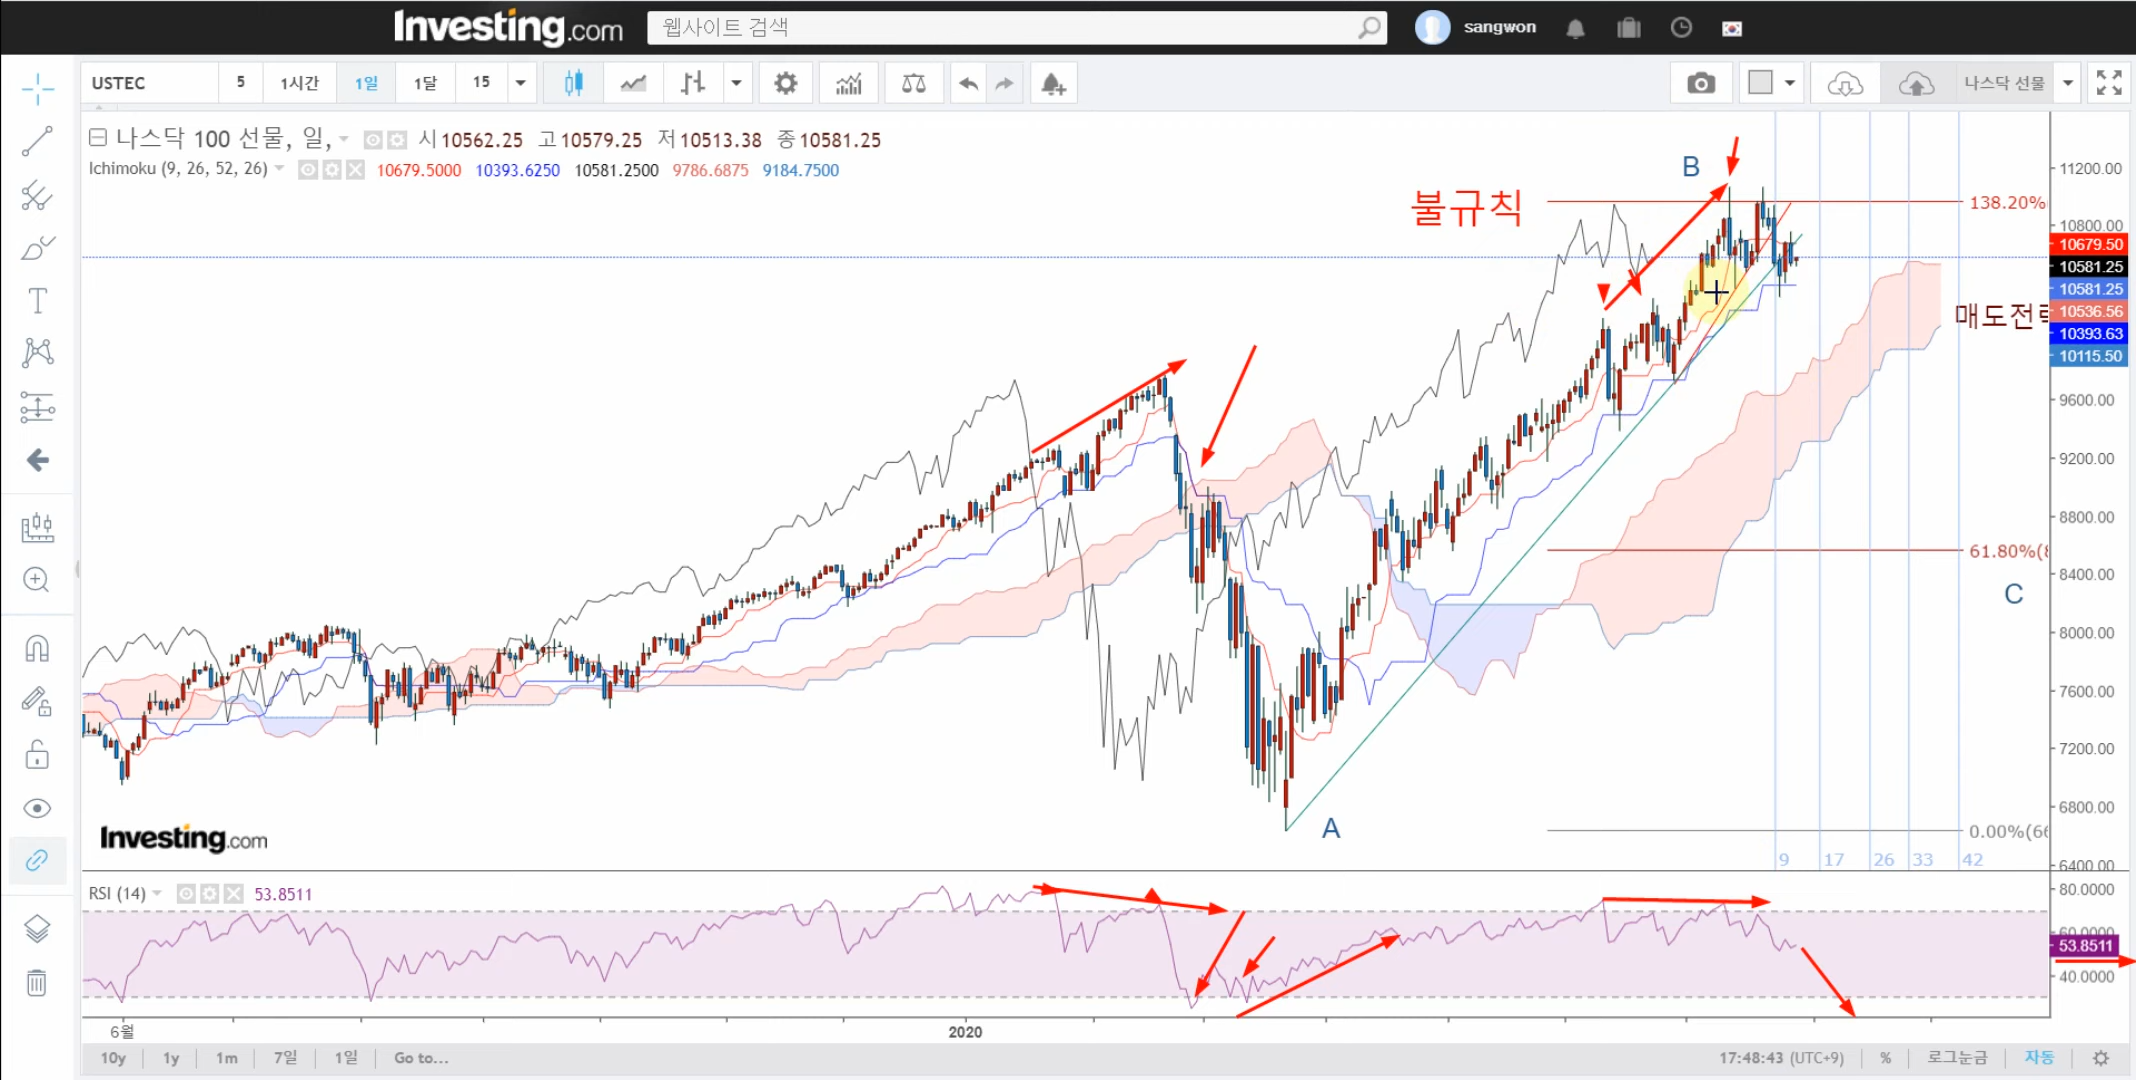 Investing.com 웹사이트 검색 sangwon
USTEC 5 1시간 1일 1달 15 나스닥 선물
나스닥 100 선물, 일, 시 10562.25 고 10579.25 저 10513.38 종 10581.25
Ichimoku (9, 26, 52, 26) 10679.5000 10393.6250 10581.2500 9786.6875 9184.7500
B
불규칙
138.20%(
11200.00
10800.00
10679.50
10581.25
10581.25
10536.56
10393.63
10115.50
매도전
9600.00
9200.00
8800.00
61.80%(8
8400.00
C
8000.00
7600.00
7200.00
6800.00
A
0.00%(66
6400.00
Investing.com
9 17 26 33 42
RSI (14) 53.8511
80.0000
60.0000
53.8511
40.0000
6월 2020
10y 1y 1m 7일 1일 Go to... 17:48:43 (UTC+9) % 로그눈금 자동